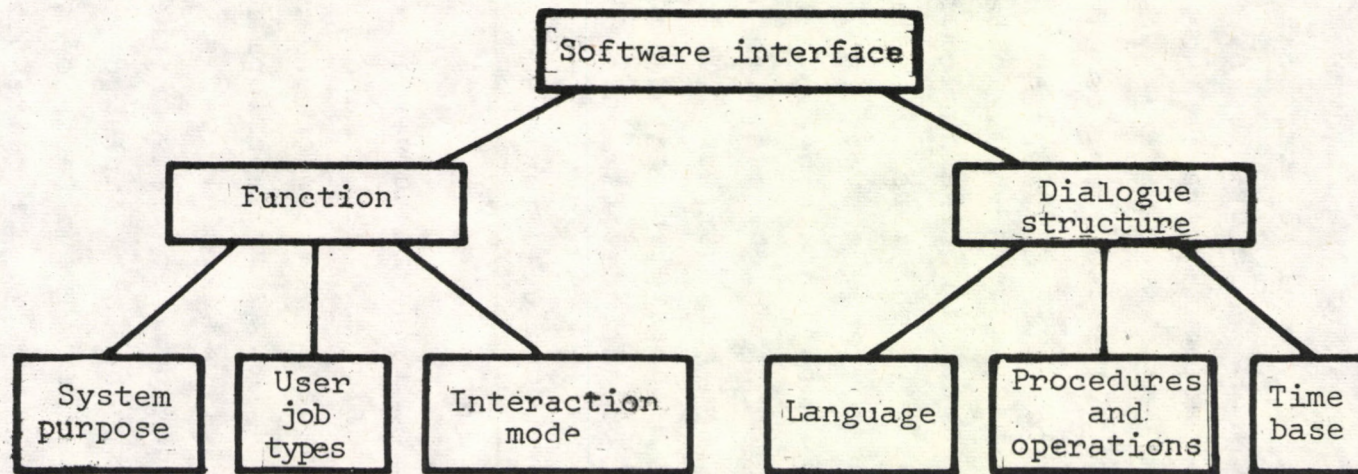 Software interface
Function
Dialogue
structure
System
purpose
User
job
types
Interaction
mode
Language
Procedures
and
operations
Time
base